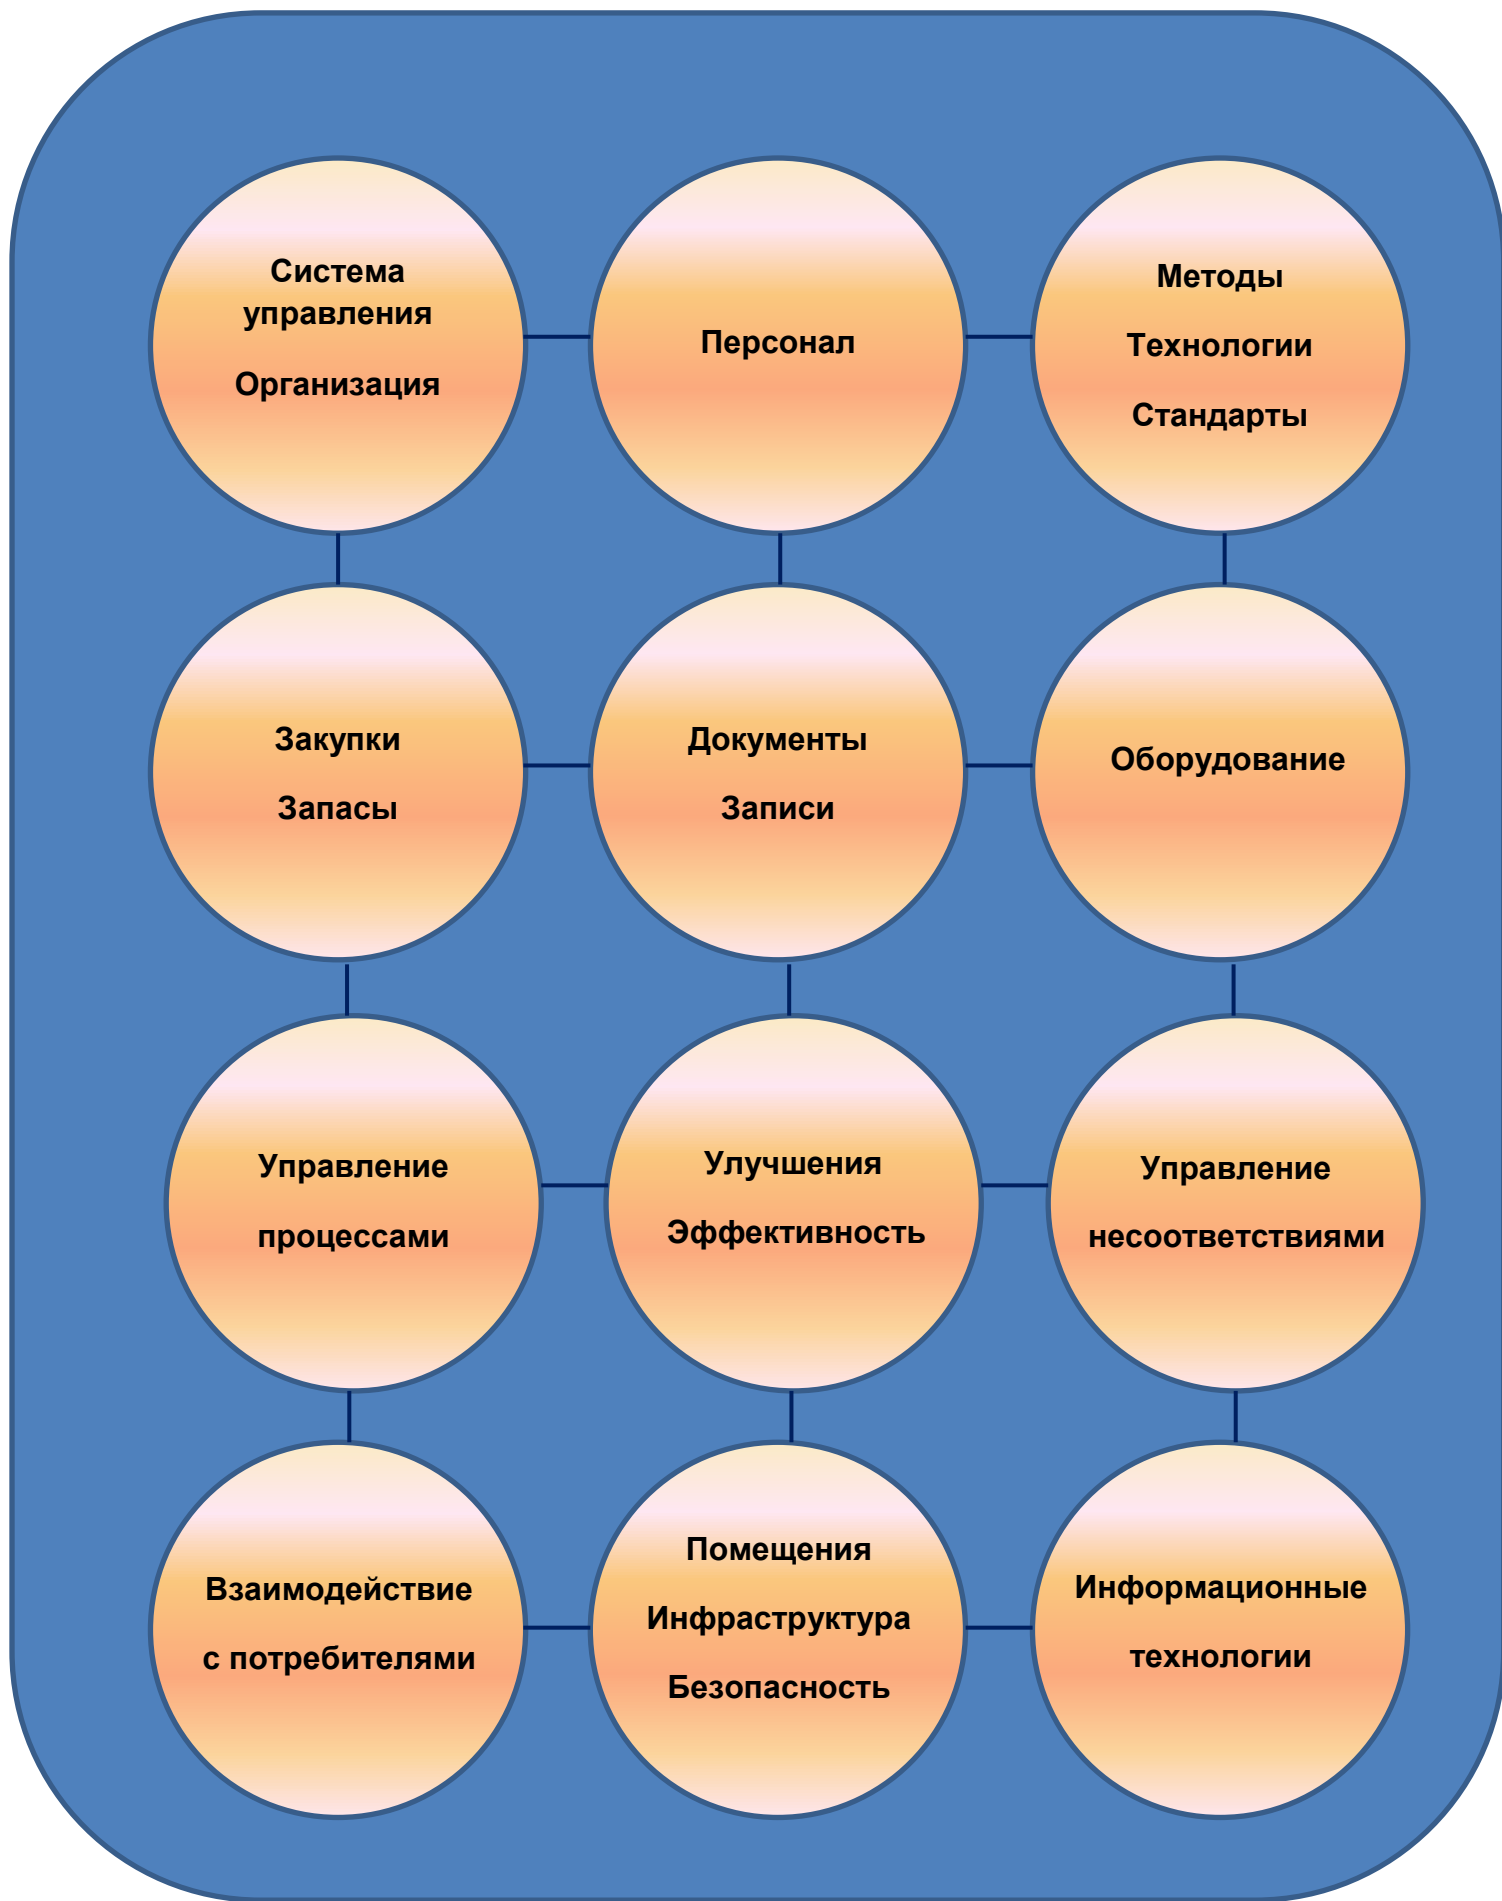 Система
управления
Организация
Персонал
Методы
Технологии
Стандарты
Закупки
Запасы
Документы
Записи
Оборудование
Управление
процессами
Улучшения
Эффективность
Управление
несоответствиями
Взаимодействие
с потребителями
Помещения
Инфраструктура
Безопасность
Информационные
технологии